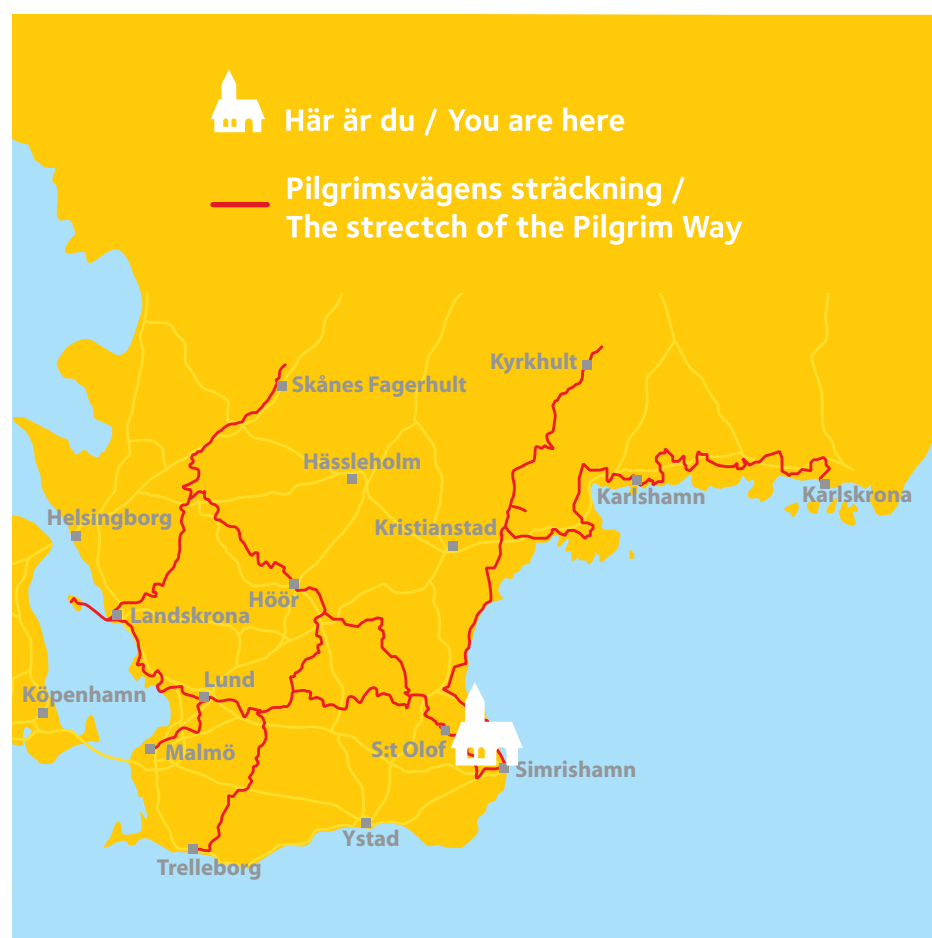 Här är du / You are here
Pilgrimsvägens sträckning /
The strectch of the Pilgrim Way
Kyrkhult
Skånes Fagerhult
Hässleholm
Karlshamn
Karlskrona
Helsingborg
Kristianstad
Höör
Landskrona
Lund
Köpenhamn
Malmö
S:t Olof
Simrishamn
Ystad
Trelleborg